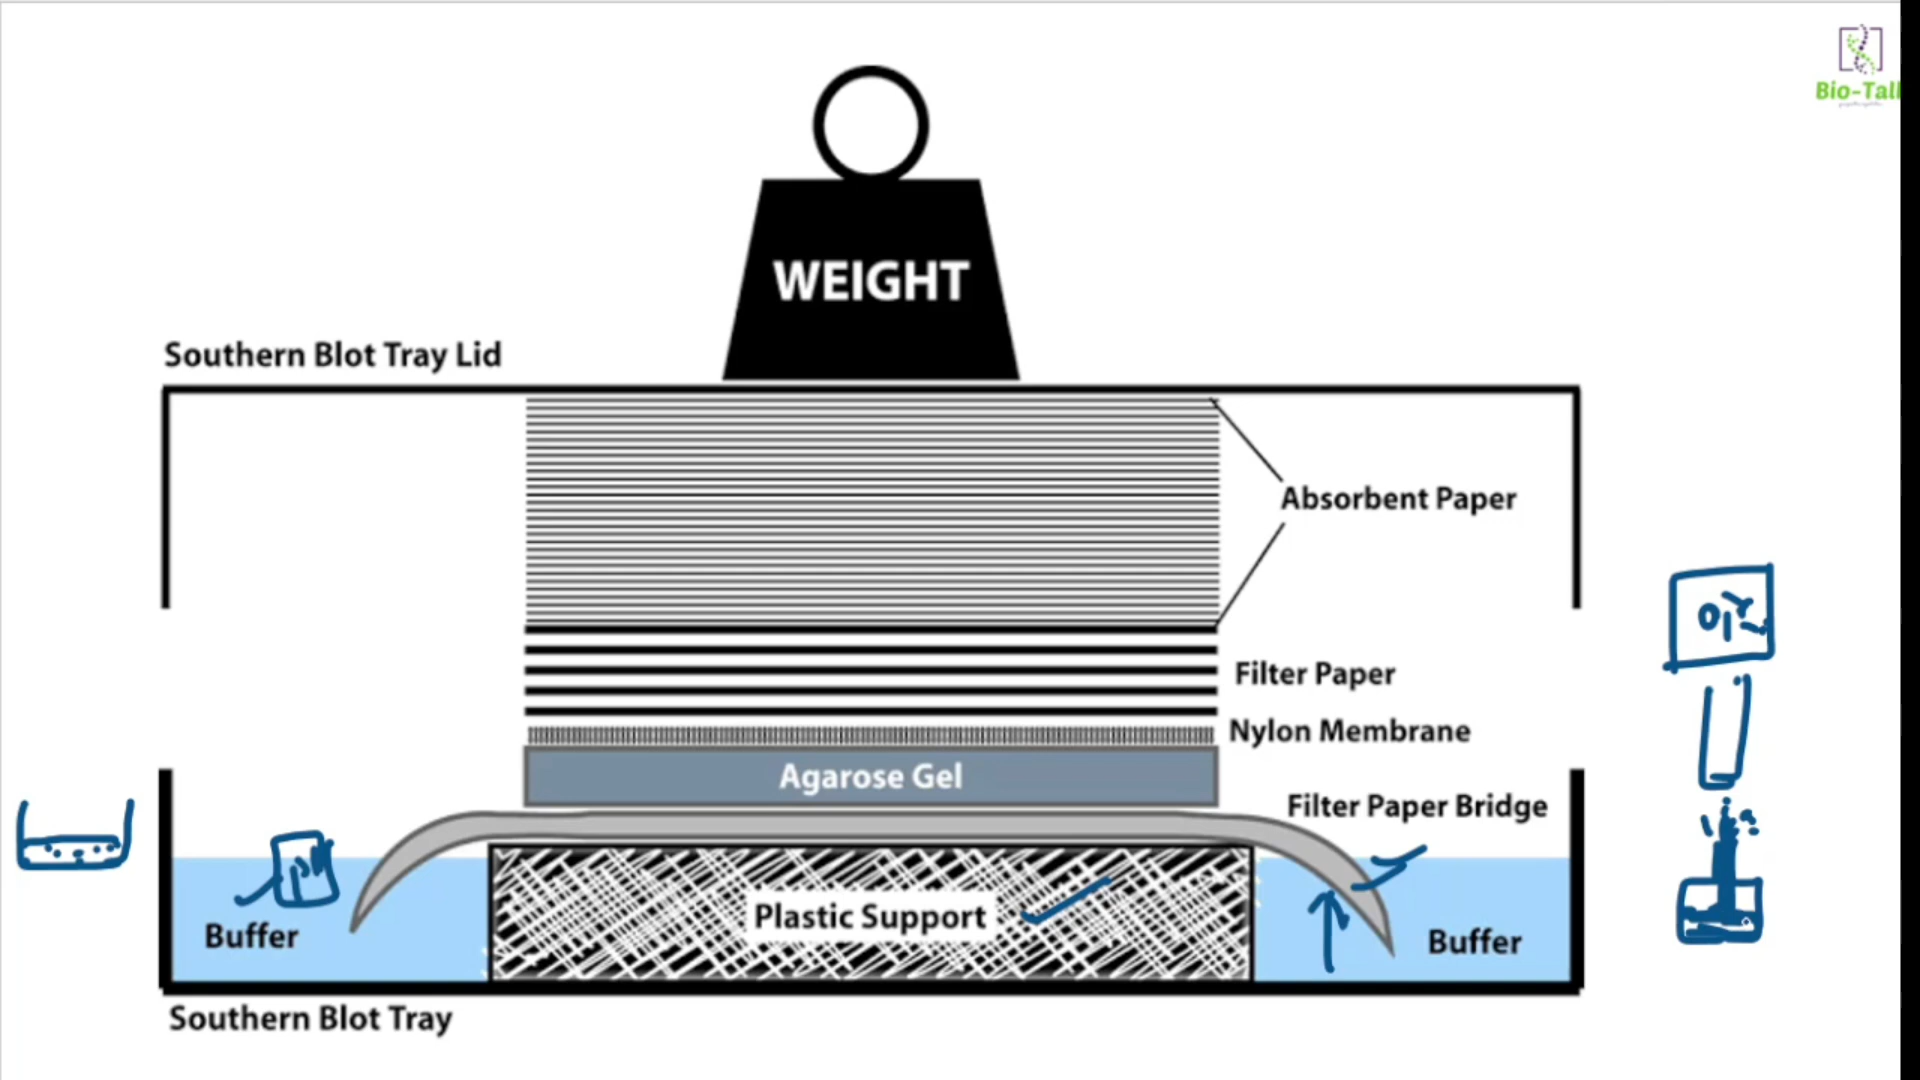 Bio-Tall
WEIGHT
Southern Blot Tray Lid
Absorbent Paper
Filter Paper
Nylon Membrane
Agarose Gel
Filter Paper Bridge
Plastic Support
Buffer
Buffer
Southern Blot Tray